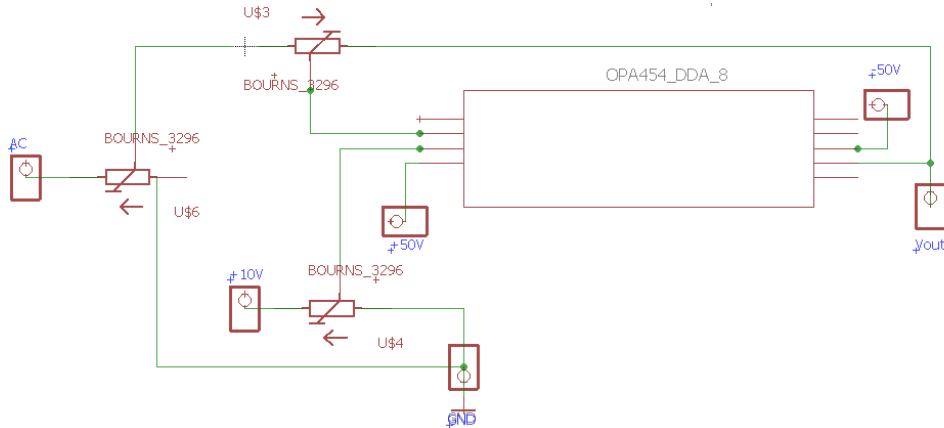 U$3
BOURNS_3296
OPA454_DDA_8
-50V
AC
BOURNS_3296
U$6
+50V
Vout
+10V
BOURNS_3296
U$4
GND